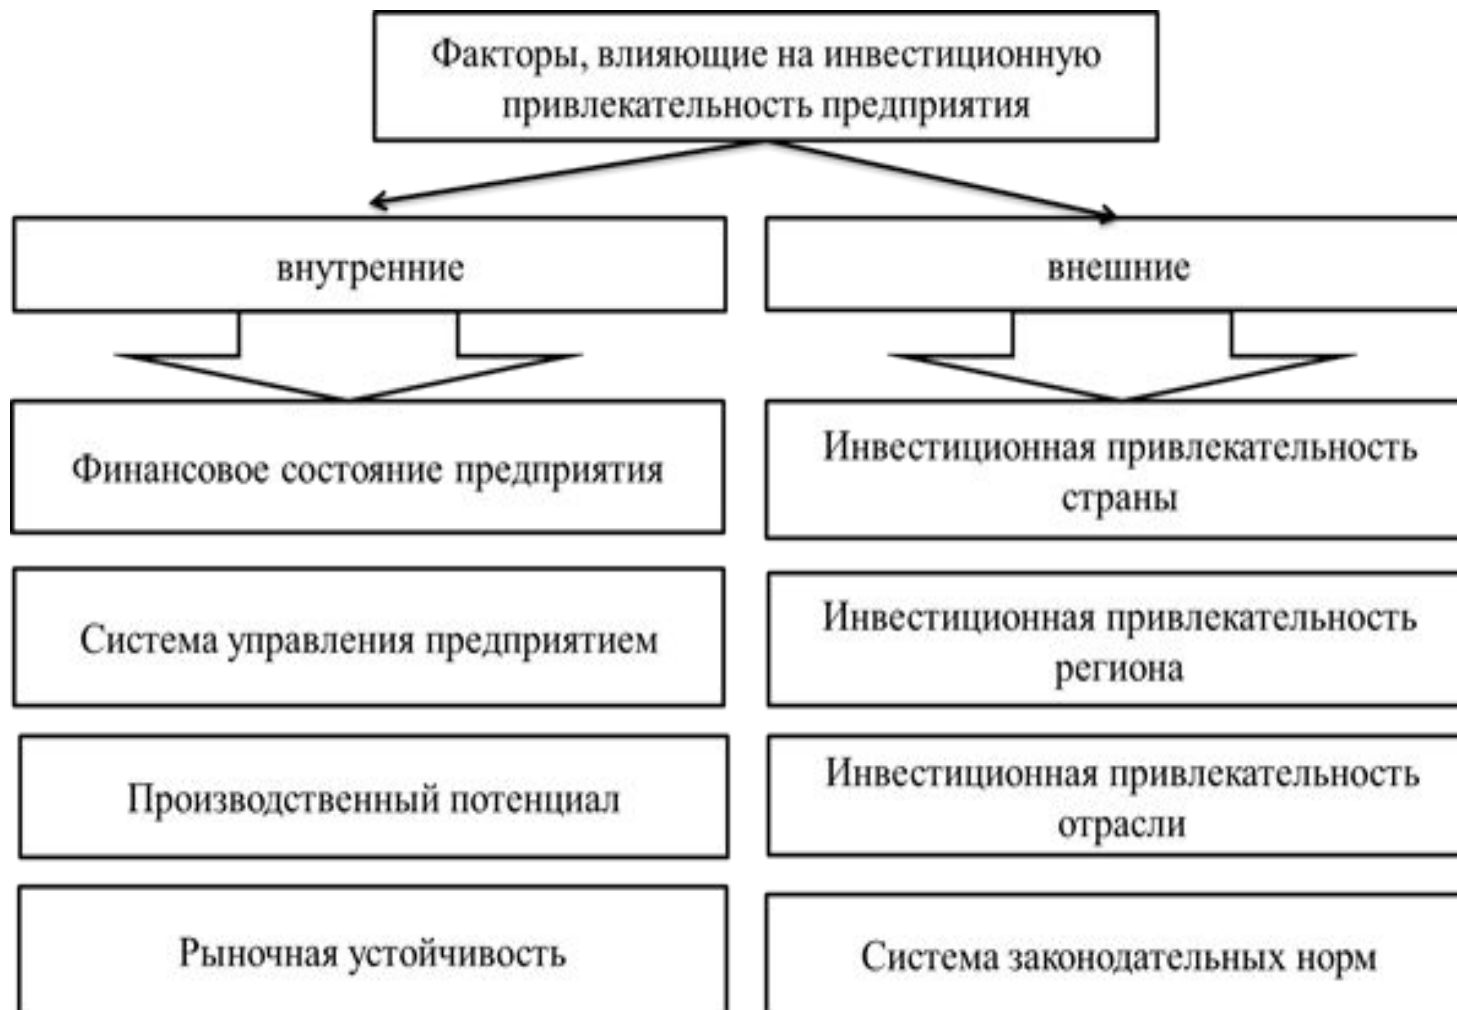 Факторы, влияющие на инвестиционную
привлекательность предприятия
внутренние
внешние
Финансовое состояние предприятия
Инвестиционная привлекательность
страны
Система управления предприятием
Инвестиционная привлекательность
региона
Производственный потенциал
Инвестиционная привлекательность
отрасли
Рыночная устойчивость
Система законодательных норм